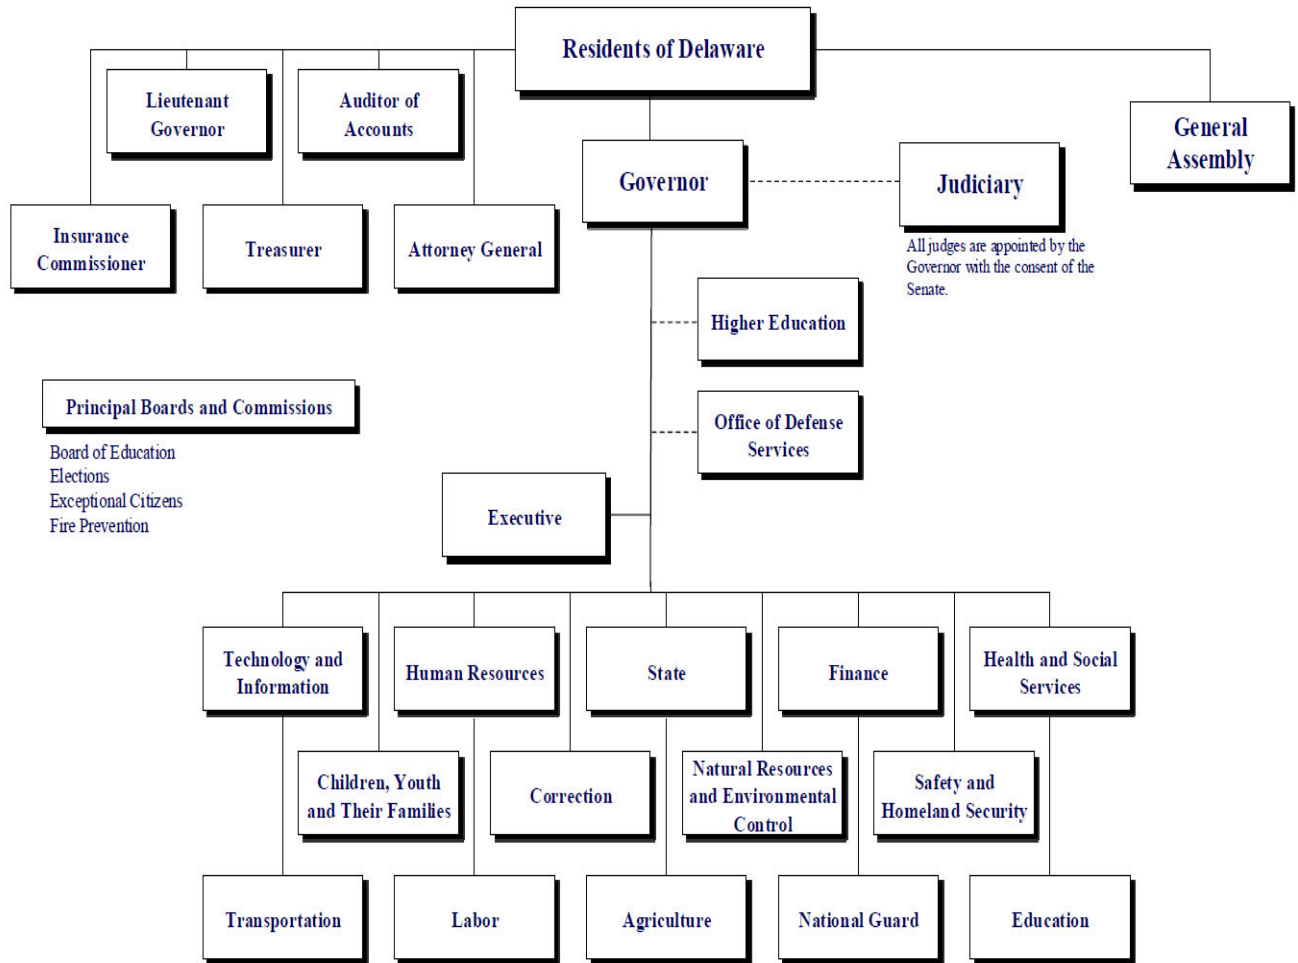 Residents of Delaware
Lieutenant
Governor
Auditor of
Accounts
General
Assembly
Governor
Judiciary
Insurance
Commissioner
Treasurer
Attorney General
All judges are appointed by the
Governor with the consent of the
Senate.
Higher Education
Principal Boards and Commissions
Board of Education
Elections
Exceptional Citizens
Fire Prevention
Office of Defense
Services
Executive
Technology and
Information
Human Resources
State
Finance
Health and Social
Services
Children, Youth
and Their Families
Correction
Natural Resources
and Environmental
Control
Safety and
Homeland Security
Transportation
Labor
Agriculture
National Guard
Education